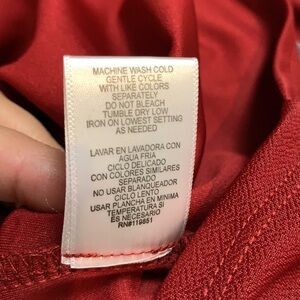 MACHINE WASH COLD
GENTLE CYCLE
WITH LIKE COLORS
SEPARATELY
DO NOT BLEACH
TUMBLE DRY LOW
IRON ON LOWEST SETTING
AS NEEDED
LAVAR EN LAVADORA CON
AGUA FRIA
CICLO DELICADO
CON COLORES SIMILARES
SEPARADO
NO USAR BLANQUEADOR
CICLO LENTO
USAR PLANCHA EN MINIMA
TEMPERATURA SI
ES NECESARIO
RN#119851